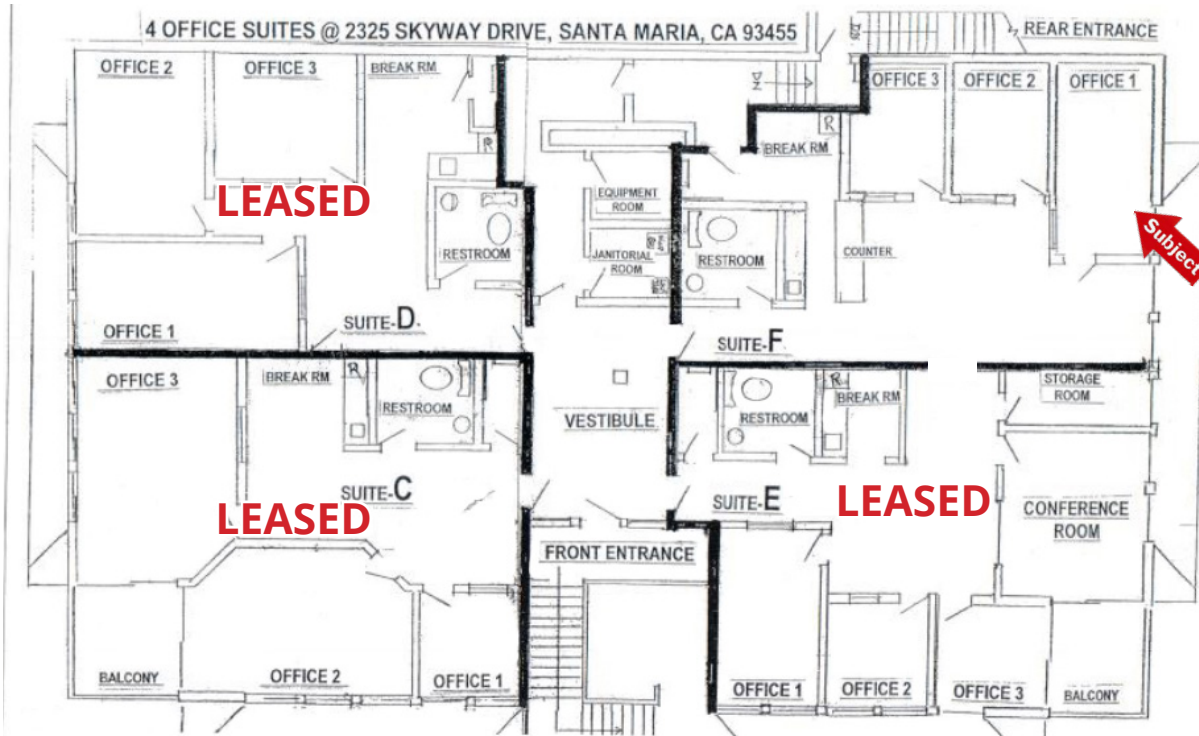 4 OFFICE SUITES @ 2325 SKYWAY DRIVE, SANTA MARIA, CA 93455
REAR ENTRANCE
DN
OFFICE 2
OFFICE 3
BREAK RM
R
LEASED
RESTROOM
OFFICE 1
SUITE-D
EQUIPMENT
ROOM
JANITORIAL
ROOM
OFFICE 3
OFFICE 2
OFFICE 1
BREAK RM
R
RESTROOM
COUNTER
Subject
SUITE-F
OFFICE 3
BREAK RM
R
RESTROOM
SUITE-C
LEASED
BALCONY
OFFICE 2
OFFICE 1
VESTIBULE
FRONT ENTRANCE
RESTROOM
R
BREAK RM
STORAGE
ROOM
SUITE-E
LEASED
CONFERENCE
ROOM
OFFICE 1
OFFICE 2
OFFICE 3
BALCONY